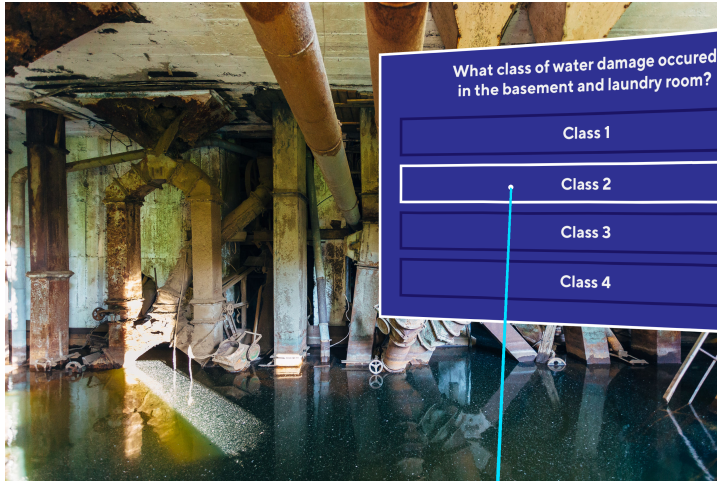 What class of water damage occured
in the basement and laundry room?
Class 1
Class 2
Class 3
Class 4